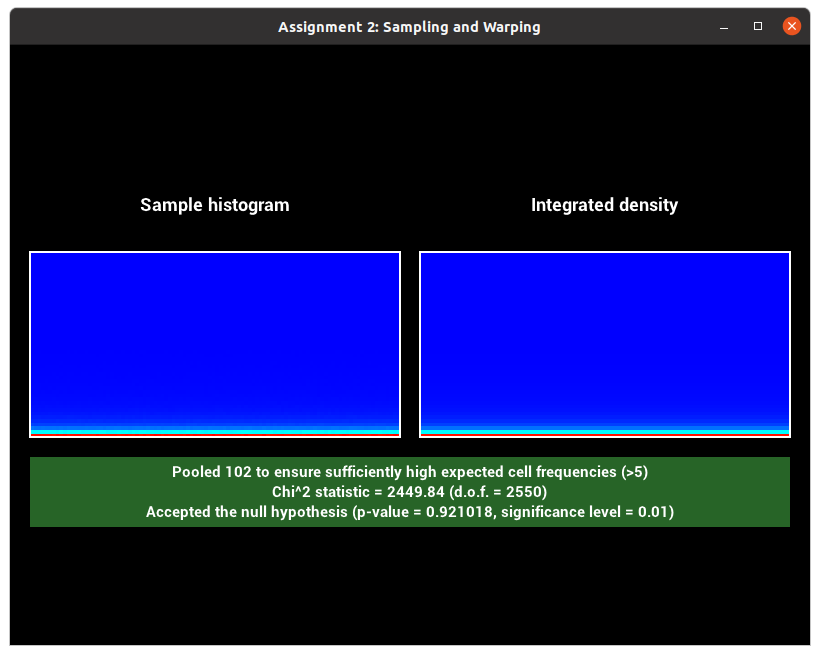 Assignment 2: Sampling and Warping
Sample histogram
Integrated density
Pooled 102 to ensure sufficiently high expected cell frequencies (>5)
Chi^2 statistic = 2449.84 (d.o.f. = 2550)
Accepted the null hypothesis (p-value = 0.921018, significance level = 0.01)